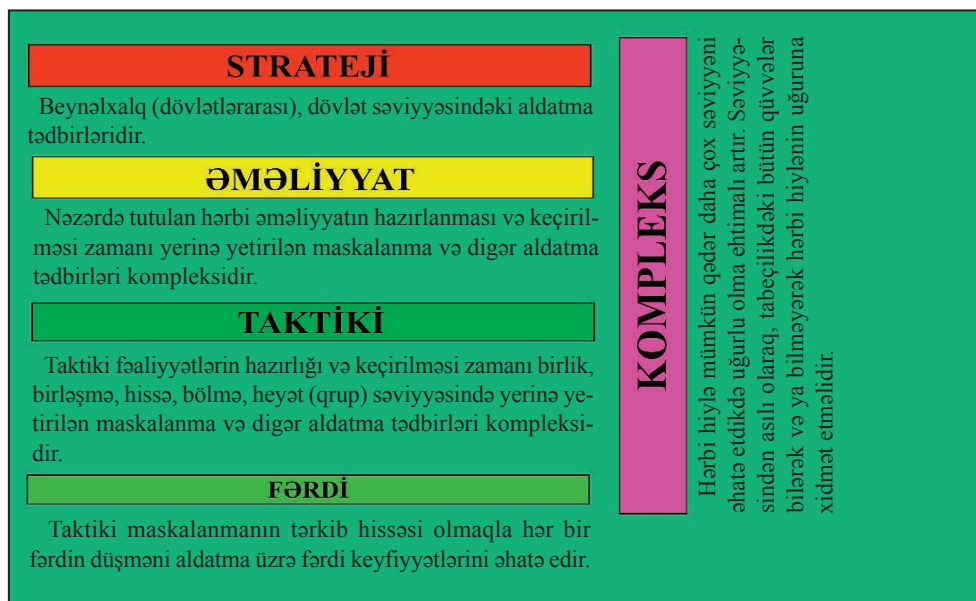 STRATEJİ
Beynəlxalq (dövlətlərarası), dövlət səviyyəsindəki aldatma
tədbirləridir.
ƏMƏLİYYAT
Nəzərdə tutulan hərbi əməliyyatın hazırlanması və keçiril-
məsi zamanı yerinə yetirilən maskalanma və digər aldatma
tədbirləri kompleksidir.
TAKTİKİ
Taktiki fəaliyyətlərin hazırlığı və keçirilməsi zamanı birlik,
birləşmə, hissə, bölmə, heyət (qrup) səviyyəsində yerinə ye-
tirilən maskalanma və digər aldatma tədbirləri kompleksi-
dir.
FƏRDİ
Taktiki maskalanmanın tərkib hissəsi olmaqla hər bir
fərdin düşməni aldatma üzrə fərdi keyfiyyətlərini əhatə edir.
KOMPLEKS
Hərbi hiylə mümkün qədər daha çox səviyyəni
əhatə etdikdə uğurlu olma ehtimalı artır. Səviyyə-
sindən asılı olaraq, tabeçilikdəki bütün qüvvələr
bilərək və ya bilməyərək hərbi hiylənin uğuruna
xidmət etməlidir.